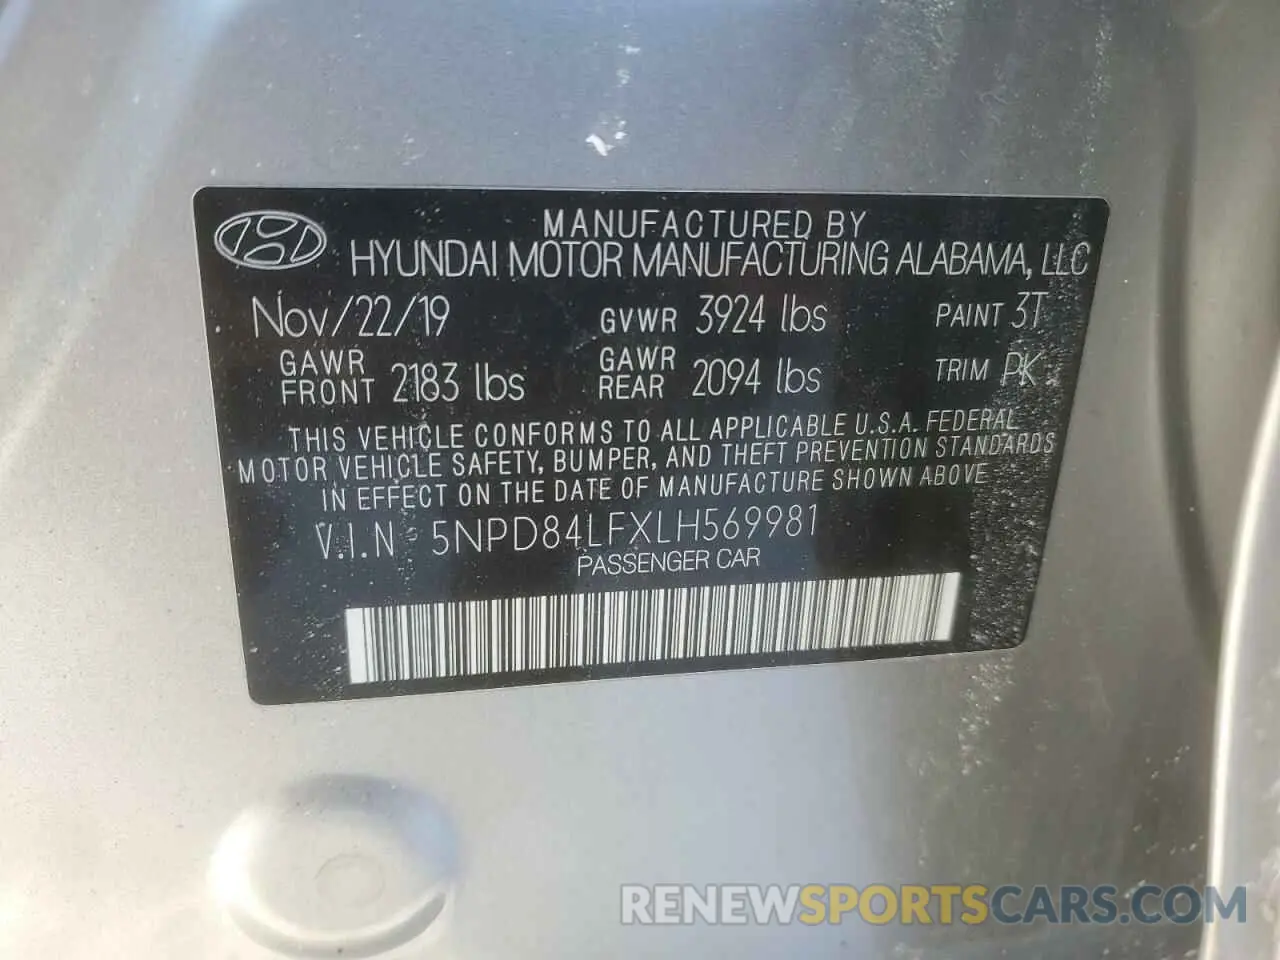 MANUFACTURED BY
HYUNDAI MOTOR MANUFACTURING ALABAMA, LLC
Nov/22/19 GVWR 3924 lbs PAINT 3T
GAWR FRONT 2183 lbs GAWR REAR 2094 lbs TRIM PK
THIS VEHICLE CONFORMS TO ALL APPLICABLE U.S.A. FEDERAL
MOTOR VEHICLE SAFETY, BUMPER, AND THEFT PREVENTION STANDARDS
IN EFFECT ON THE DATE OF MANUFACTURE SHOWN ABOVE
V.I.N 5NPD84LFXLH569981
PASSENGER CAR
RENEWSPORTSCARS.COM